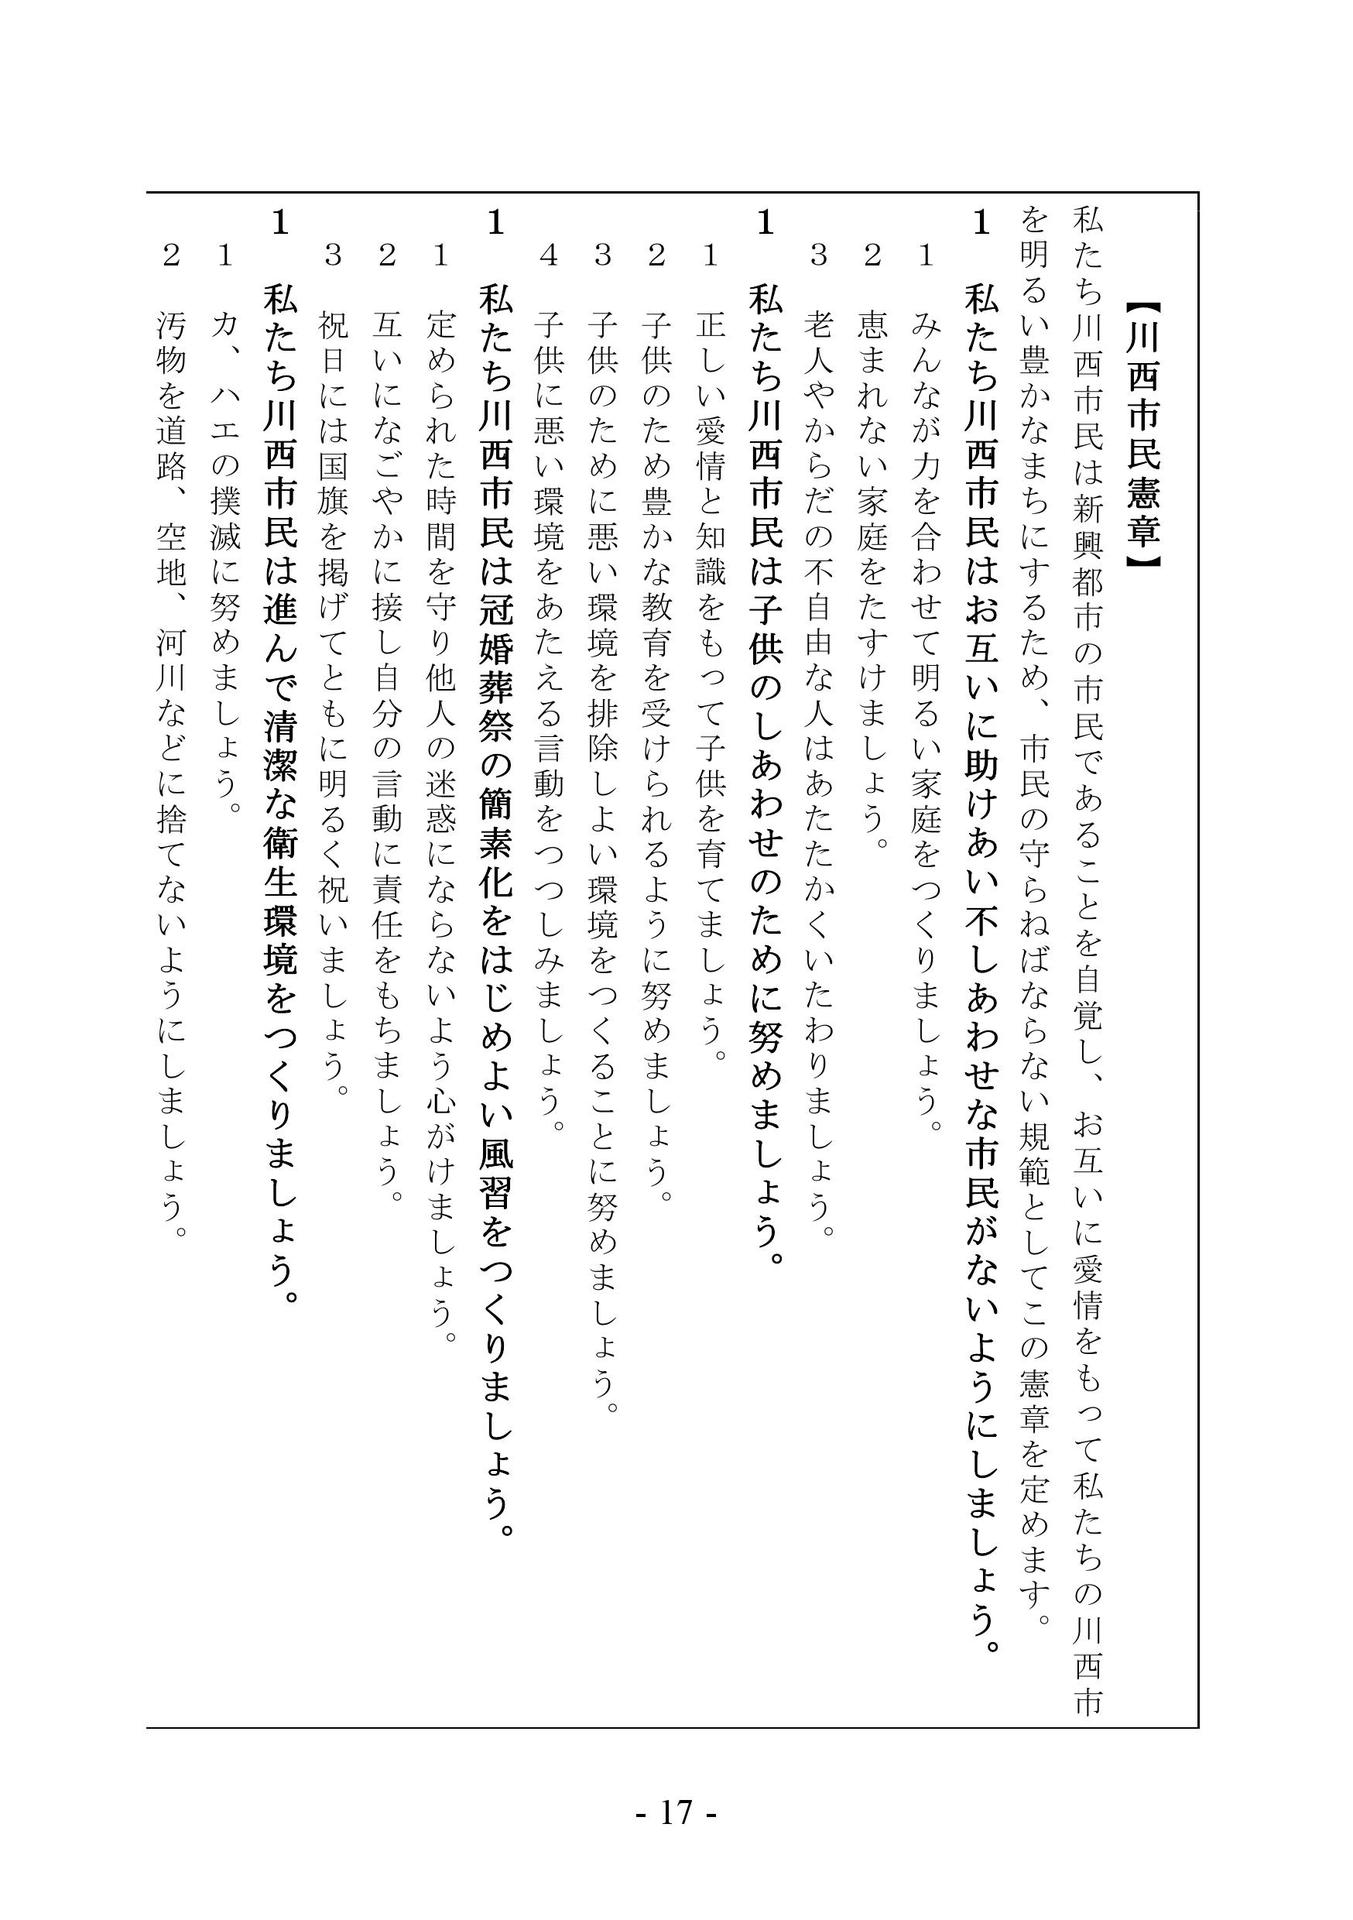 【川西市民憲章】
私たち川西市民は新興都市の市民であることを自覚し、お互いに愛情をもって私たちの川西市
を明るい豊かなまちにするため、市民の守らねばならない規範としてこの憲章を定めます。
1　私たち川西市民はお互いに助けあい不しあわせな市民がないようにしましょう。
1　みんなが力を合わせて明るい家庭をつくりましょう。
2　恵まれない家庭をたすけましょう。
3　老人やからだの不自由な人はあたたかくいたわりましょう。
1　私たち川西市民は子供のしあわせのために努めましょう。
1　正しい愛情と知識をもって子供を育てましょう。
2　子供のため豊かな教育を受けられるように努めましょう。
3　子供のために悪い環境を排除しよい環境をつくることに努めましょう。
4　子供に悪い環境をあたえる言動をつつしみましょう。
1　私たち川西市民は冠婚葬祭の簡素化をはじめよい風習をつくりましょう。
1　定められた時間を守り他人の迷惑にならないよう心がけましょう。
2　互いになごやかに接し自分の言動に責任をもちましょう。
3　祝日には国旗を掲げてともに明るく祝いましょう。
1　私たち川西市民は進んで清潔な衛生環境をつくりましょう。
1　カ、ハエの撲滅に努めましょう。
2　汚物を道路、空地、河川などに捨てないようにしましょう。
- 17 -